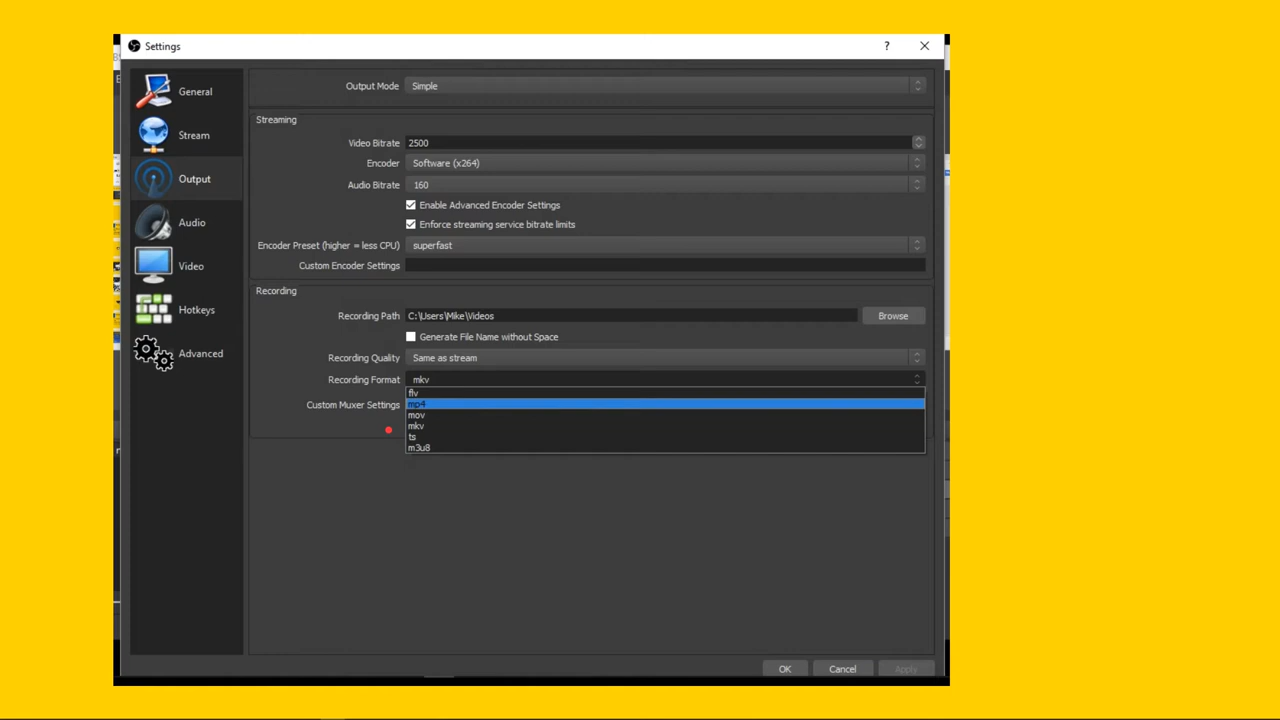 Settings
?
General
Stream
Output
Audio
Video
Hotkeys
Advanced
Output Mode Simple
Streaming
Video Bitrate 2500
Encoder Software (x264)
Audio Bitrate 160
Enable Advanced Encoder Settings
Enforce streaming service bitrate limits
Encoder Preset (higher = less CPU) superfast
Custom Encoder Settings
Recording
Recording Path C:\Users\Mike\Videos Browse
Generate File Name without Space
Recording Quality Same as stream
Recording Format mkv
flv
Custom Muxer Settings mp4
mov
mkv
ts
m3u8
OK Cancel Apply